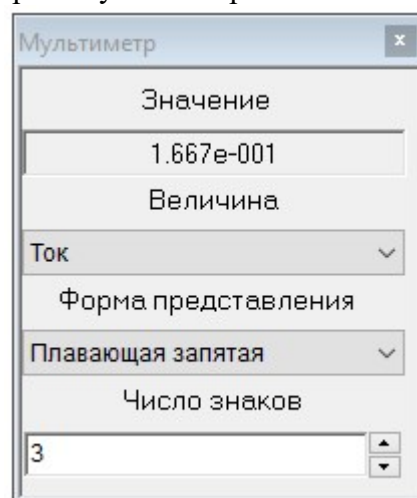 Мультиметр
Значение
1.667e-001
Величина
Ток
Форма представления
Плавающая запятая
Число знаков
3